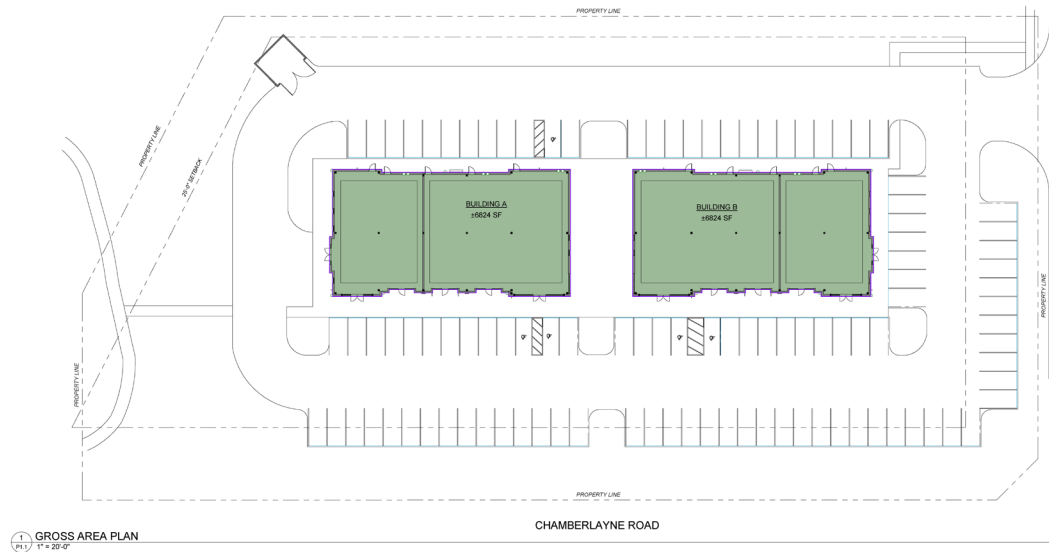 PROPERTY LINE
PROPERTY LINE
20'-0" SETBACK
BUILDING A
±6824 SF
BUILDING B
±6824 SF
PROPERTY LINE
PROPERTY LINE
PROPERTY LINE
CHAMBERLAYNE ROAD
1
P1.1
GROSS AREA PLAN
1" = 20'-0"